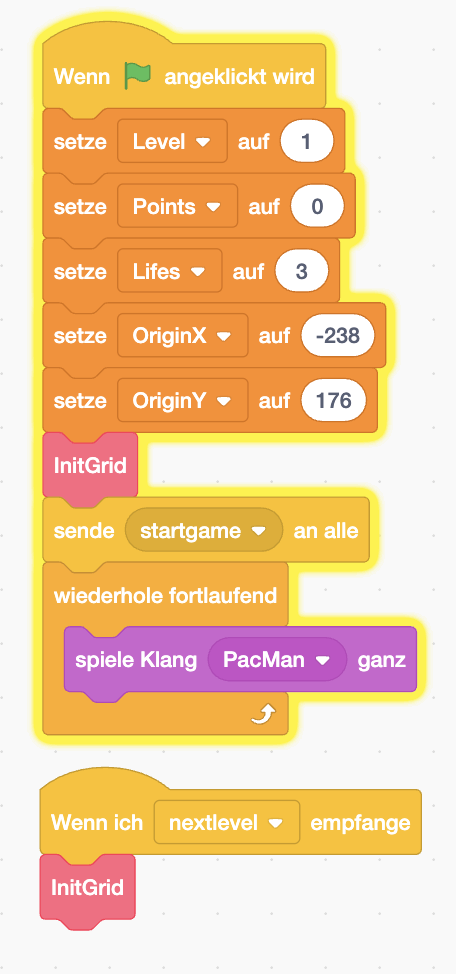 Wenn angeklickt wird
setze Level auf 1
setze Points auf 0
setze Lifes auf 3
setze OriginX auf -238
setze OriginY auf 176
InitGrid
sende startgame an alle
wiederhole fortlaufend
spiele Klang PacMan ganz
Wenn ich nextlevel empfange
InitGrid